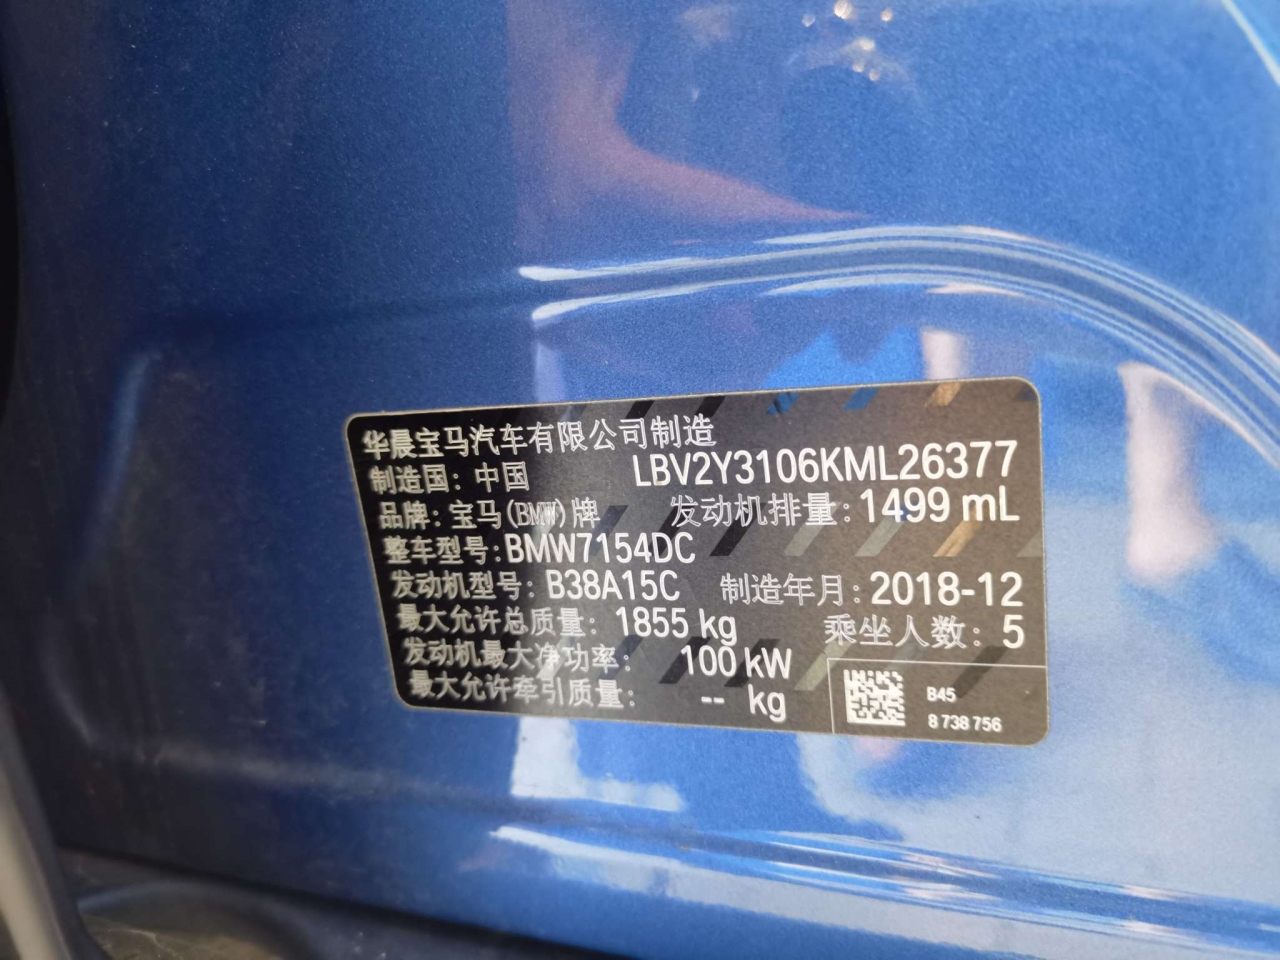 华晨宝马汽车有限公司制造
制造国：中国 LBV2Y3106KML26377
品牌：宝马(BMW)牌 发动机排量：1499 mL
整车型号：BMW7154DC
发动机型号：B38A15C 制造年月：2018-12
最大允许总质量：1855 kg 乘坐人数：5
发动机最大净功率：100 kW
最大允许牵引质量：-- kg
B45
8 738 756